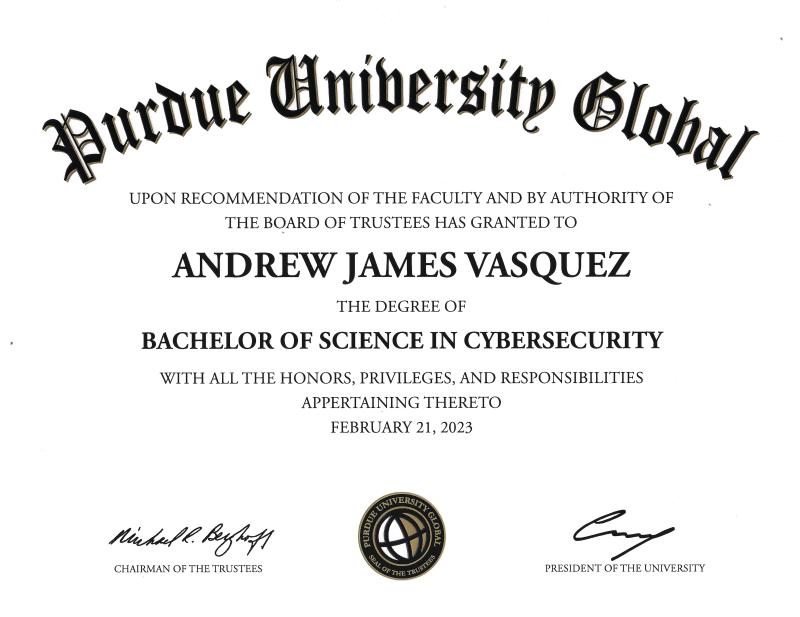 Purdue University Global
UPON RECOMMENDATION OF THE FACULTY AND BY AUTHORITY OF
THE BOARD OF TRUSTEES HAS GRANTED TO
ANDREW JAMES VASQUEZ
THE DEGREE OF
BACHELOR OF SCIENCE IN CYBERSECURITY
WITH ALL THE HONORS, PRIVILEGES, AND RESPONSIBILITIES
APPERTAINING THERETO
FEBRUARY 21, 2023
Michael R. Berghoff
CHAIRMAN OF THE TRUSTEES
PURDUE UNIVERSITY GLOBAL
SEAL OF THE TRUSTEES
PRESIDENT OF THE UNIVERSITY